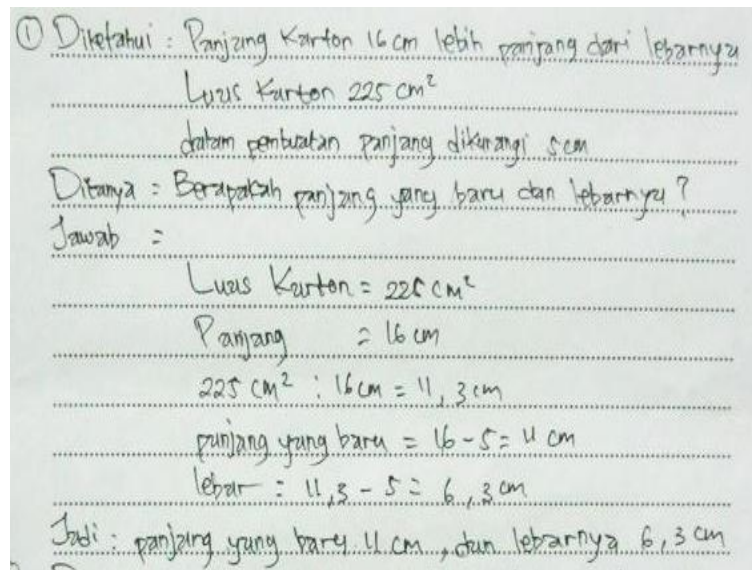 ① Diketahui : Panjang Karton 16 cm lebih panjang dari lebarnya
Luas Karton 225 cm²
dalam pembuatan panjang dikurangi 5 cm
Ditanya : Berapakah panjang yang baru dan lebarnya ?
Jawab :
Luas Karton = 225 cm²
Panjang = 16 cm
225 cm² : 16 cm = 11,3 cm
panjang yang baru = 16 - 5 = 11 cm
lebar = 11,3 - 5 = 6,3 cm
Jadi : panjang yang baru 11 cm, dan lebarnya 6,3 cm